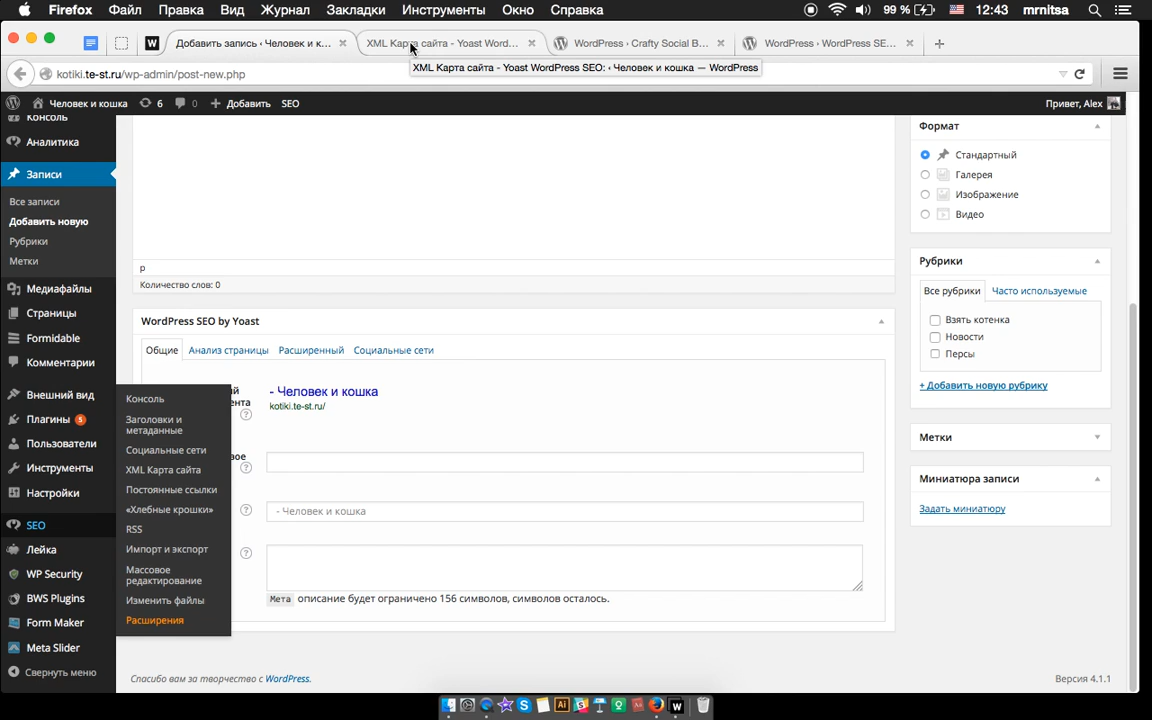 Firefox Файл Правка Вид Журнал Закладки Инструменты Окно Справка 99 % 12:43 mrnitsa
W Добавить запись ‹ Человек и к... XML Карта сайта - Yoast Word... WordPress › Crafty Social B... WordPress › WordPress SE...
kotiki.te-st.ru/wp-admin/post-new.php
XML Карта сайта - Yoast WordPress SEO: ‹ Человек и кошка — WordPress
Человек и кошка 6 0 Добавить SEO Привет, Alex
Консоль
Аналитика
Записи
Все записи
Добавить новую
Рубрики
Метки
Медиафайлы
Страницы
Formidable
Комментарии
Внешний вид
Плагины 5
Пользователи
Инструменты
Настройки
SEO
Лейка
WP Security
BWS Plugins
Form Maker
Meta Slider
Свернуть меню
Консоль
Заголовки и
метаданные
Социальные сети
XML Карта сайта
Постоянные ссылки
«Хлебные крошки»
RSS
Импорт и экспорт
Массовое
редактирование
Изменить файлы
Расширения
p
Количество слов: 0
WordPress SEO by Yoast
Общие Анализ страницы Расширенный Социальные сети
- Человек и кошка
kotiki.te-st.ru/
- Человек и кошка
Мета описание будет ограничено 156 символов, символов осталось.
Формат
Стандартный
Галерея
Изображение
Видео
Рубрики
Все рубрики Часто используемые
Взять котенка
Новости
Персы
+ Добавить новую рубрику
Метки
Миниатюра записи
Задать миниатюру
Спасибо вам за творчество с WordPress.
Версия 4.1.1